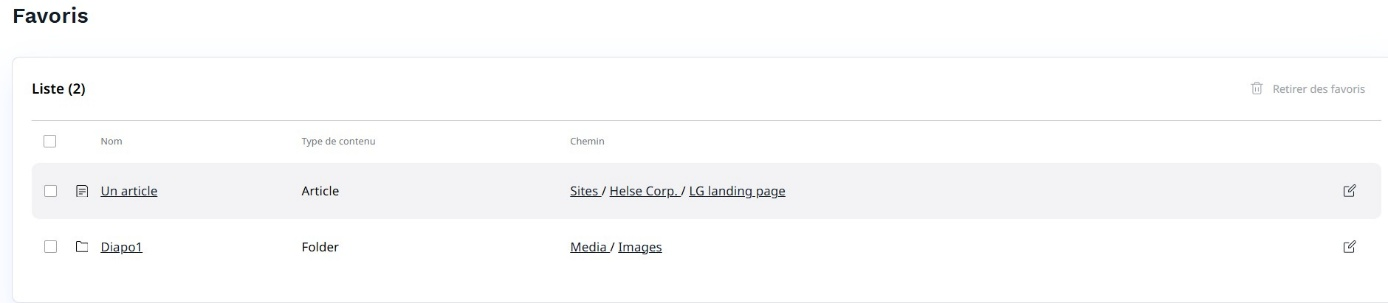 Favoris
Liste (2)
Retirer des favoris
Nom Type de contenu Chemin
Un article Article Sites / Helse Corp. / LG landing page
Diapo1 Folder Media / Images